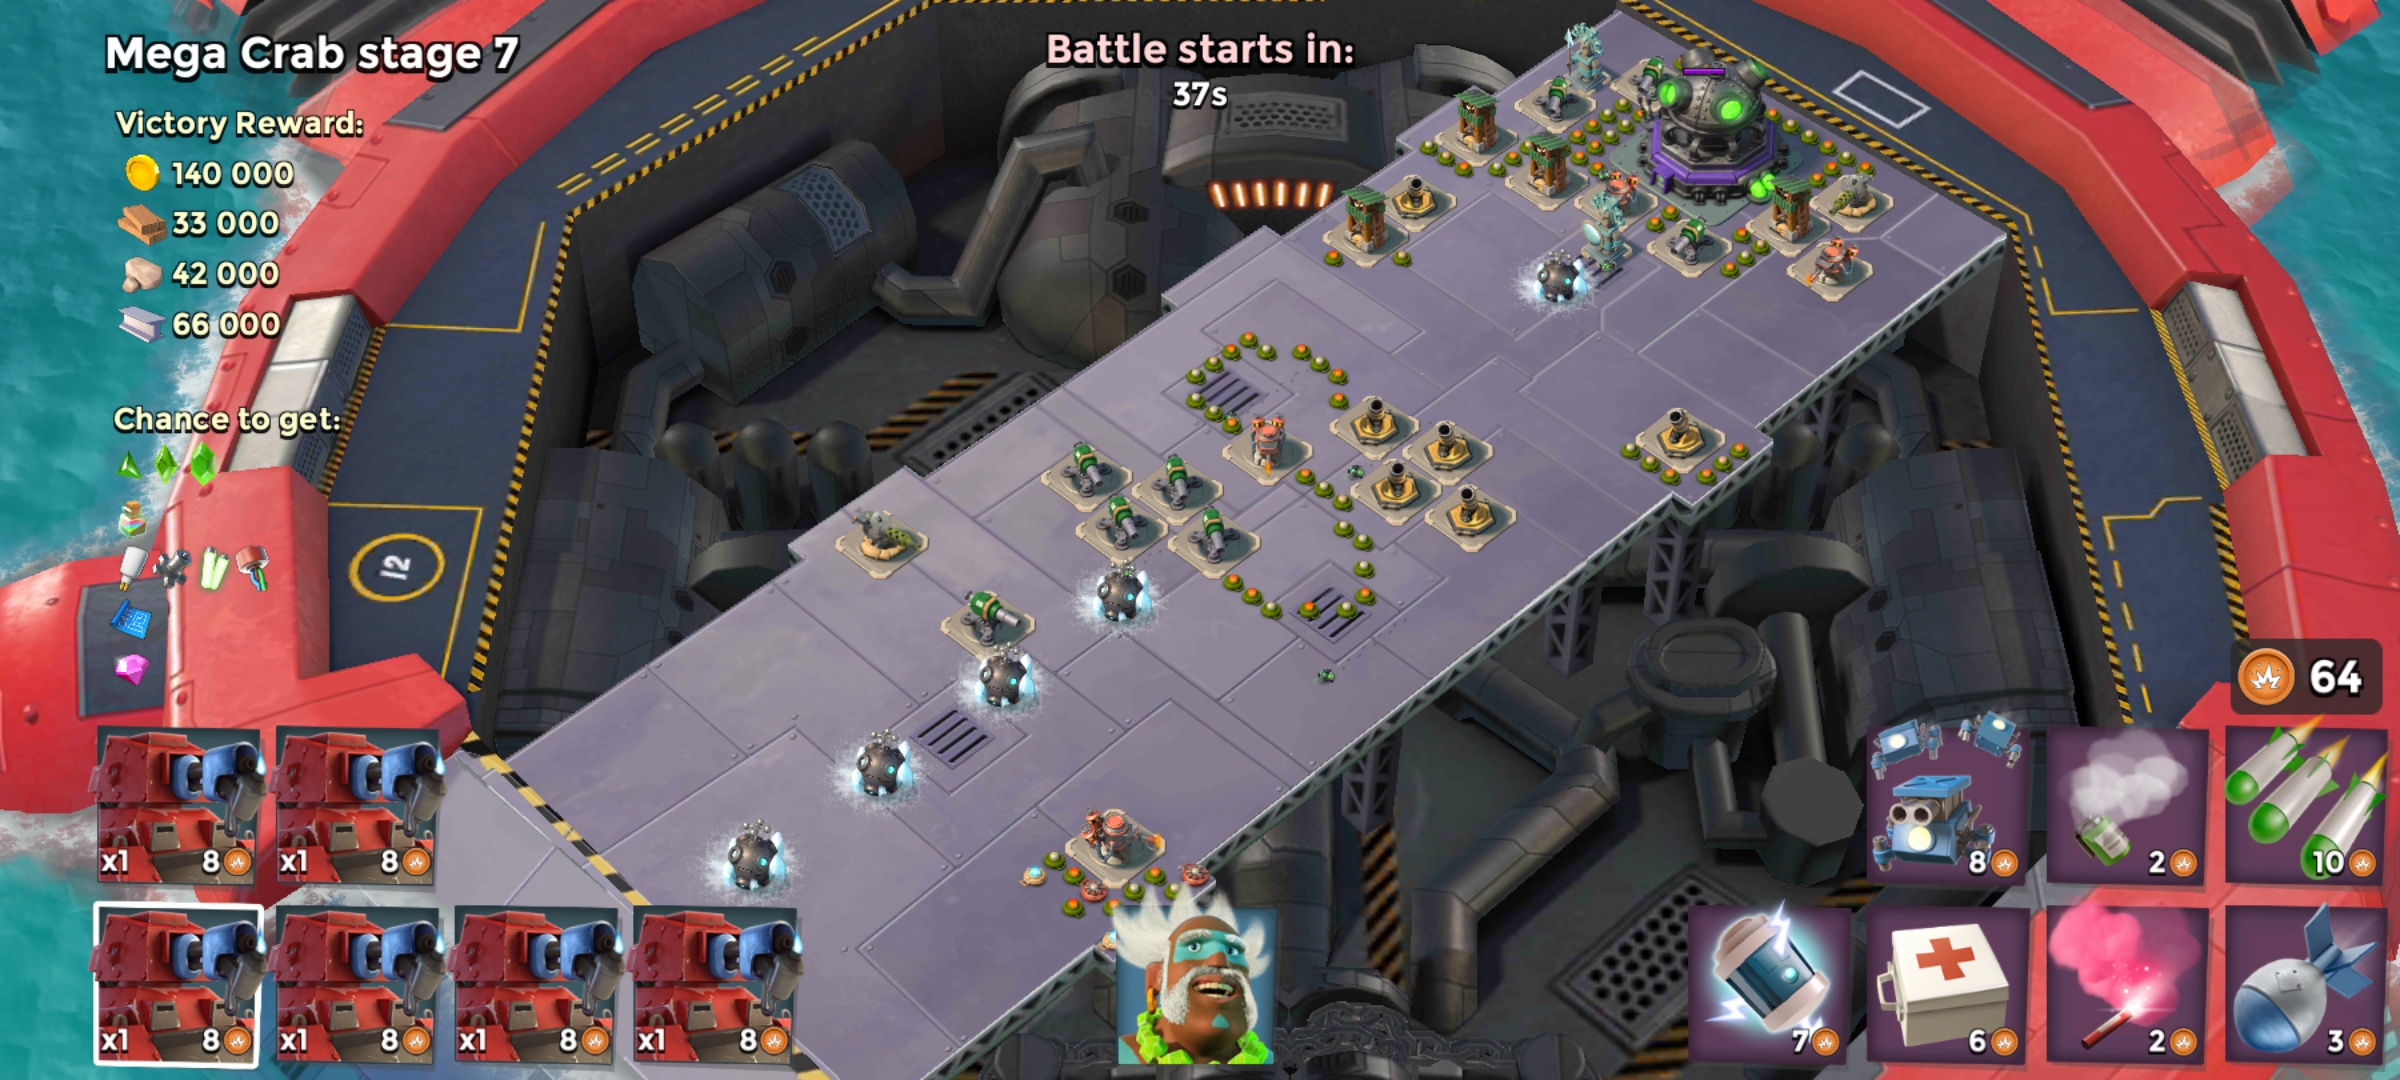 Mega Crab stage 7
Battle starts in:
37s
Victory Reward:
140 000
33 000
42 000
66 000
Chance to get:
12
64
x1 8
x1 8
8
2
10
x1 8
x1 8
x1 8
x1 8
7
6
2
3